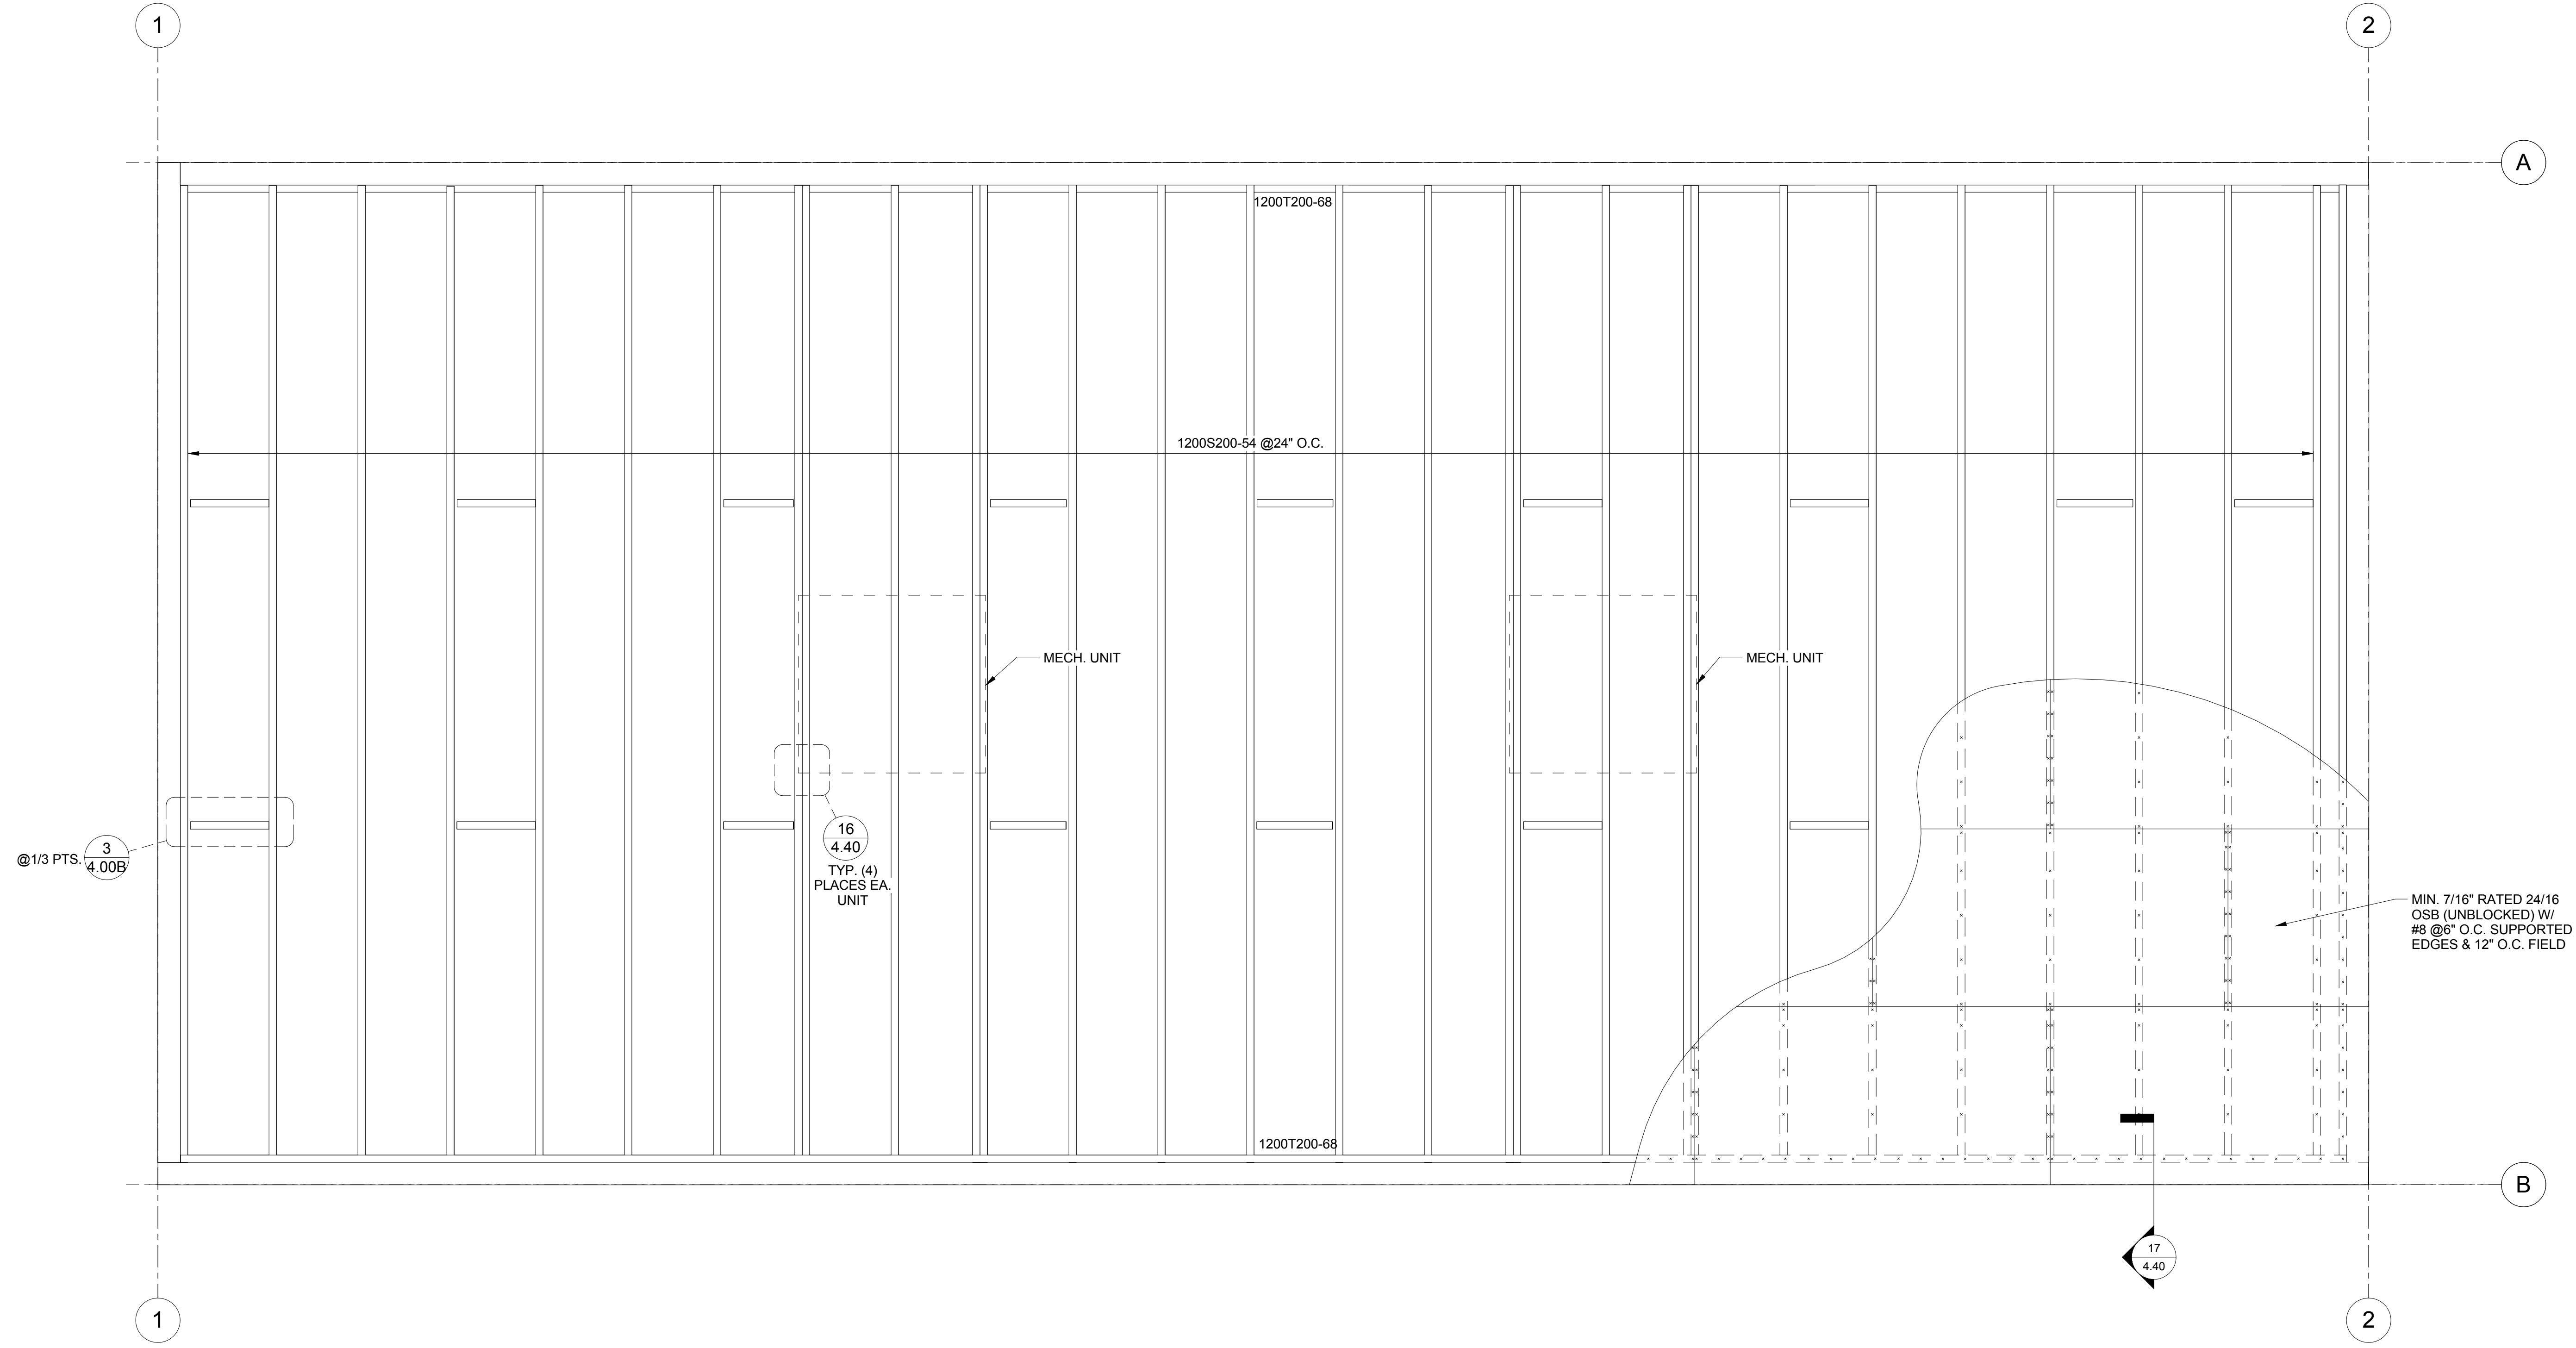 1
2
A
1200T200-68
1200S200-54 @24" O.C.
MECH. UNIT
MECH. UNIT
@1/3 PTS.
3
4.00B
16
4.40
TYP. (4)
PLACES EA.
UNIT
MIN. 7/16" RATED 24/16
OSB (UNBLOCKED) W/
#8 @6" O.C. SUPPORTED
EDGES & 12" O.C. FIELD
1200T200-68
B
17
4.40
1
2